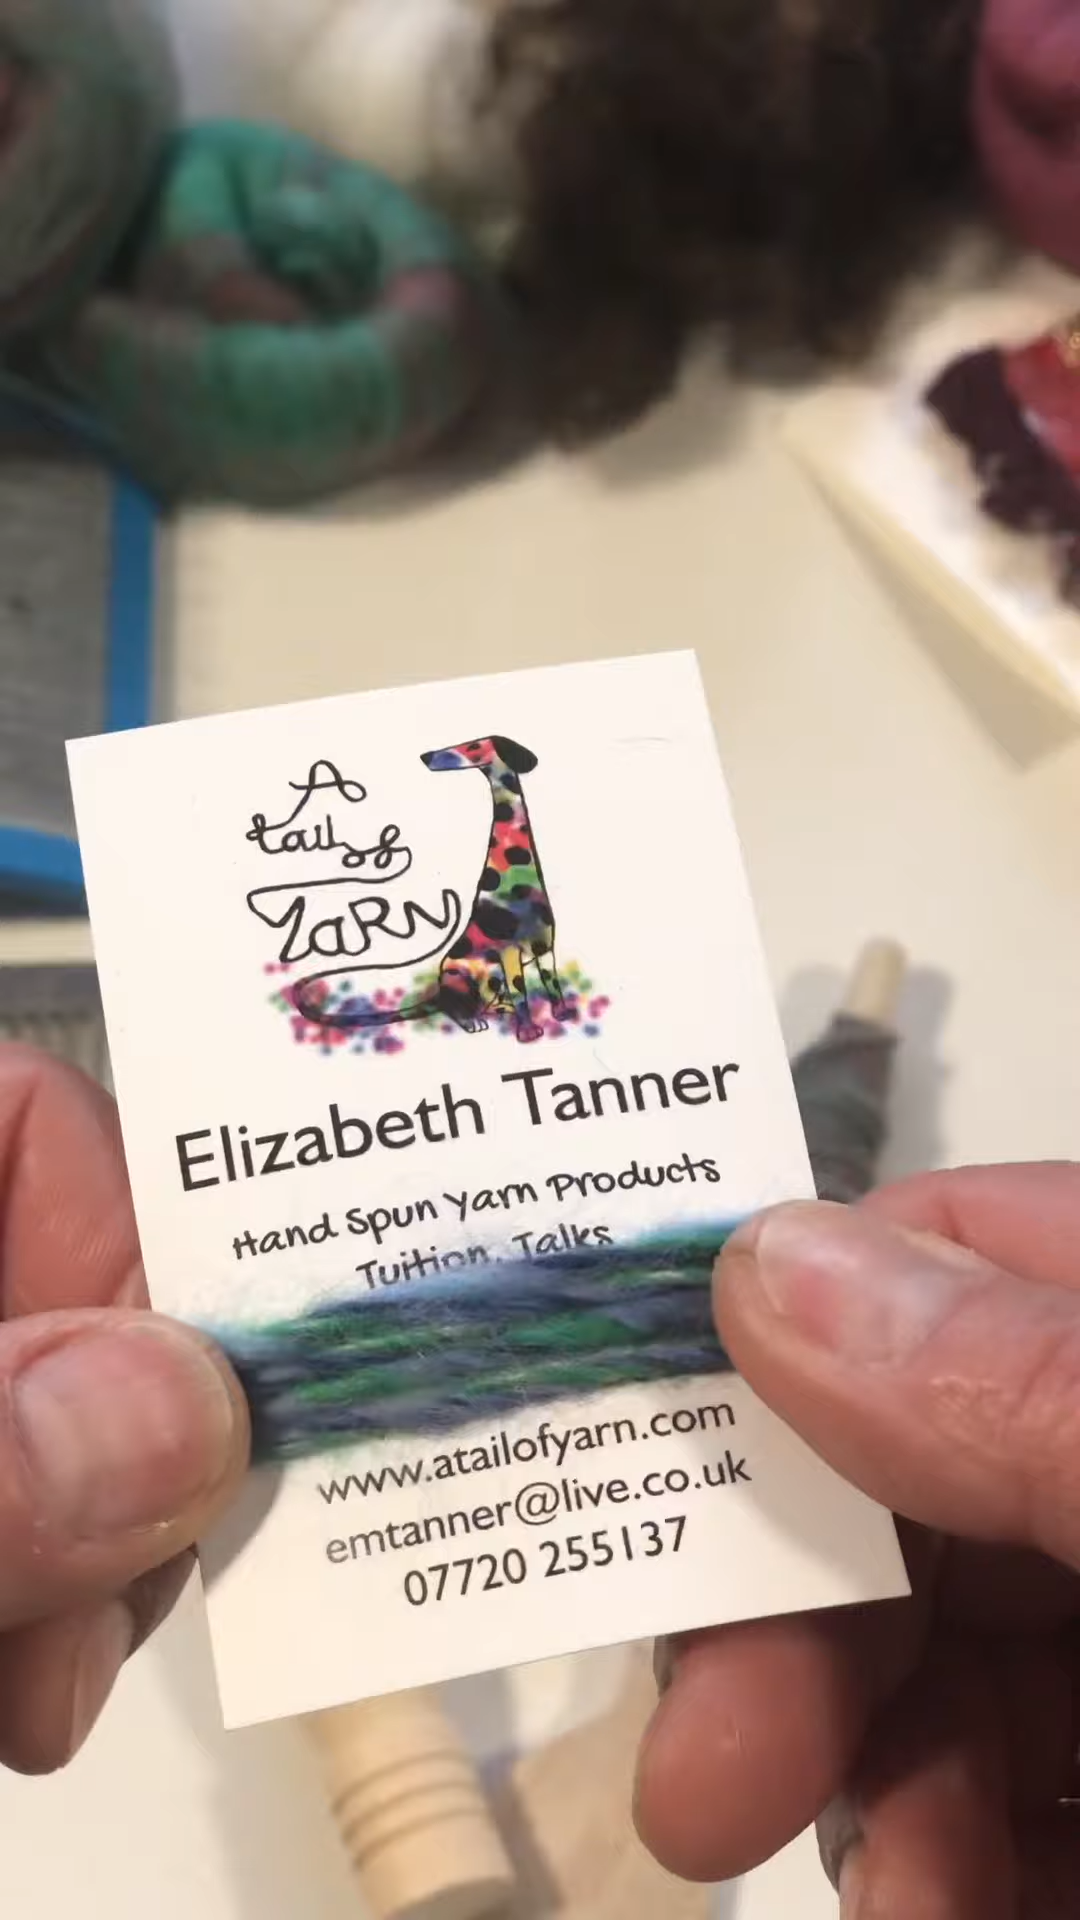 A
tail of
YARN
Elizabeth Tanner
Hand Spun Yarn Products
Tuition, Talks
www.atailofyarn.com
emtanner@live.co.uk
07720 255137